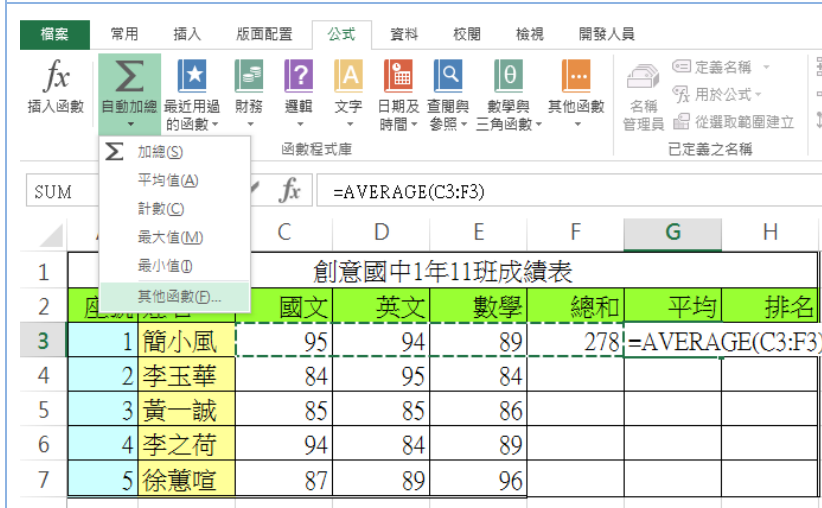 檔案 常用 插入 版面配置 公式 資料 校閱 檢視 開發人員
fx Σ ? A θ ...
插入函數 自動加總 最近用過的函數 財務 邏輯 文字 日期及時間 查閱與參照 數學與三角函數 其他函數 名稱管理員 定義名稱
用於公式
從選取範圍建立
函數程式庫 已定義之名稱
Σ 加總(S)
平均值(A)
計數(C)
最大值(M)
最小值(I)
其他函數(F)...
SUM fx =AVERAGE(C3:F3)
C D E F G H
1 創意國中1年11班成績表
2 座號 國文 英文 數學 總和 平均 排名
3 1 簡小風 95 94 89 278 =AVERAGE(C3:F3)
4 2 李玉華 84 95 84
5 3 黃一誠 85 85 86
6 4 李之荷 94 84 89
7 5 徐蕙喧 87 89 96